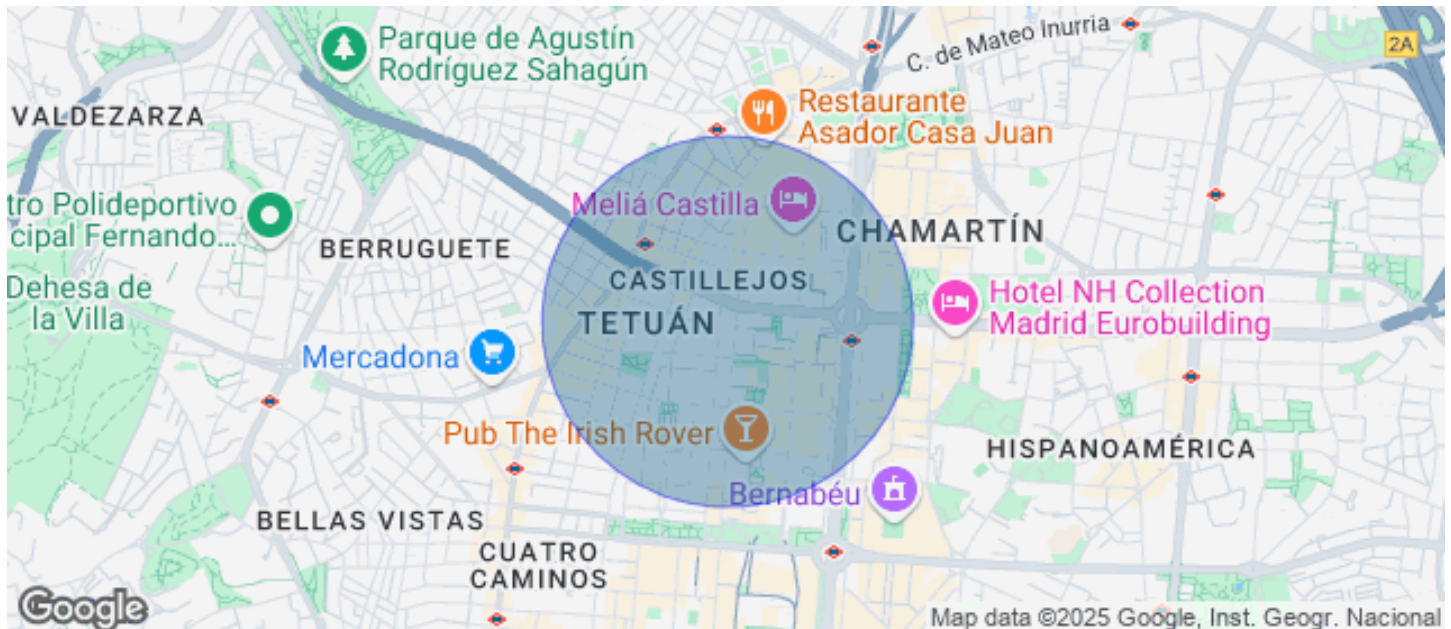 Parque de Agustín
Rodríguez Sahagún
C. de Mateo Inurria
2A
VALDEZARZA
Restaurante
Asador Casa Juan
tro Polideportivo
cipal Fernando...
Meliá Castilla
CHAMARTÍN
BERRUGUETE
CASTILLEJOS
Dehesa de
la Villa
TETUÁN
Hotel NH Collection
Madrid Eurobuilding
Mercadona
Pub The Irish Rover
HISPANOAMÉRICA
Bernabéu
BELLAS VISTAS
CUATRO
CAMINOS
Google
Map data ©2025 Google, Inst. Geogr. Nacional